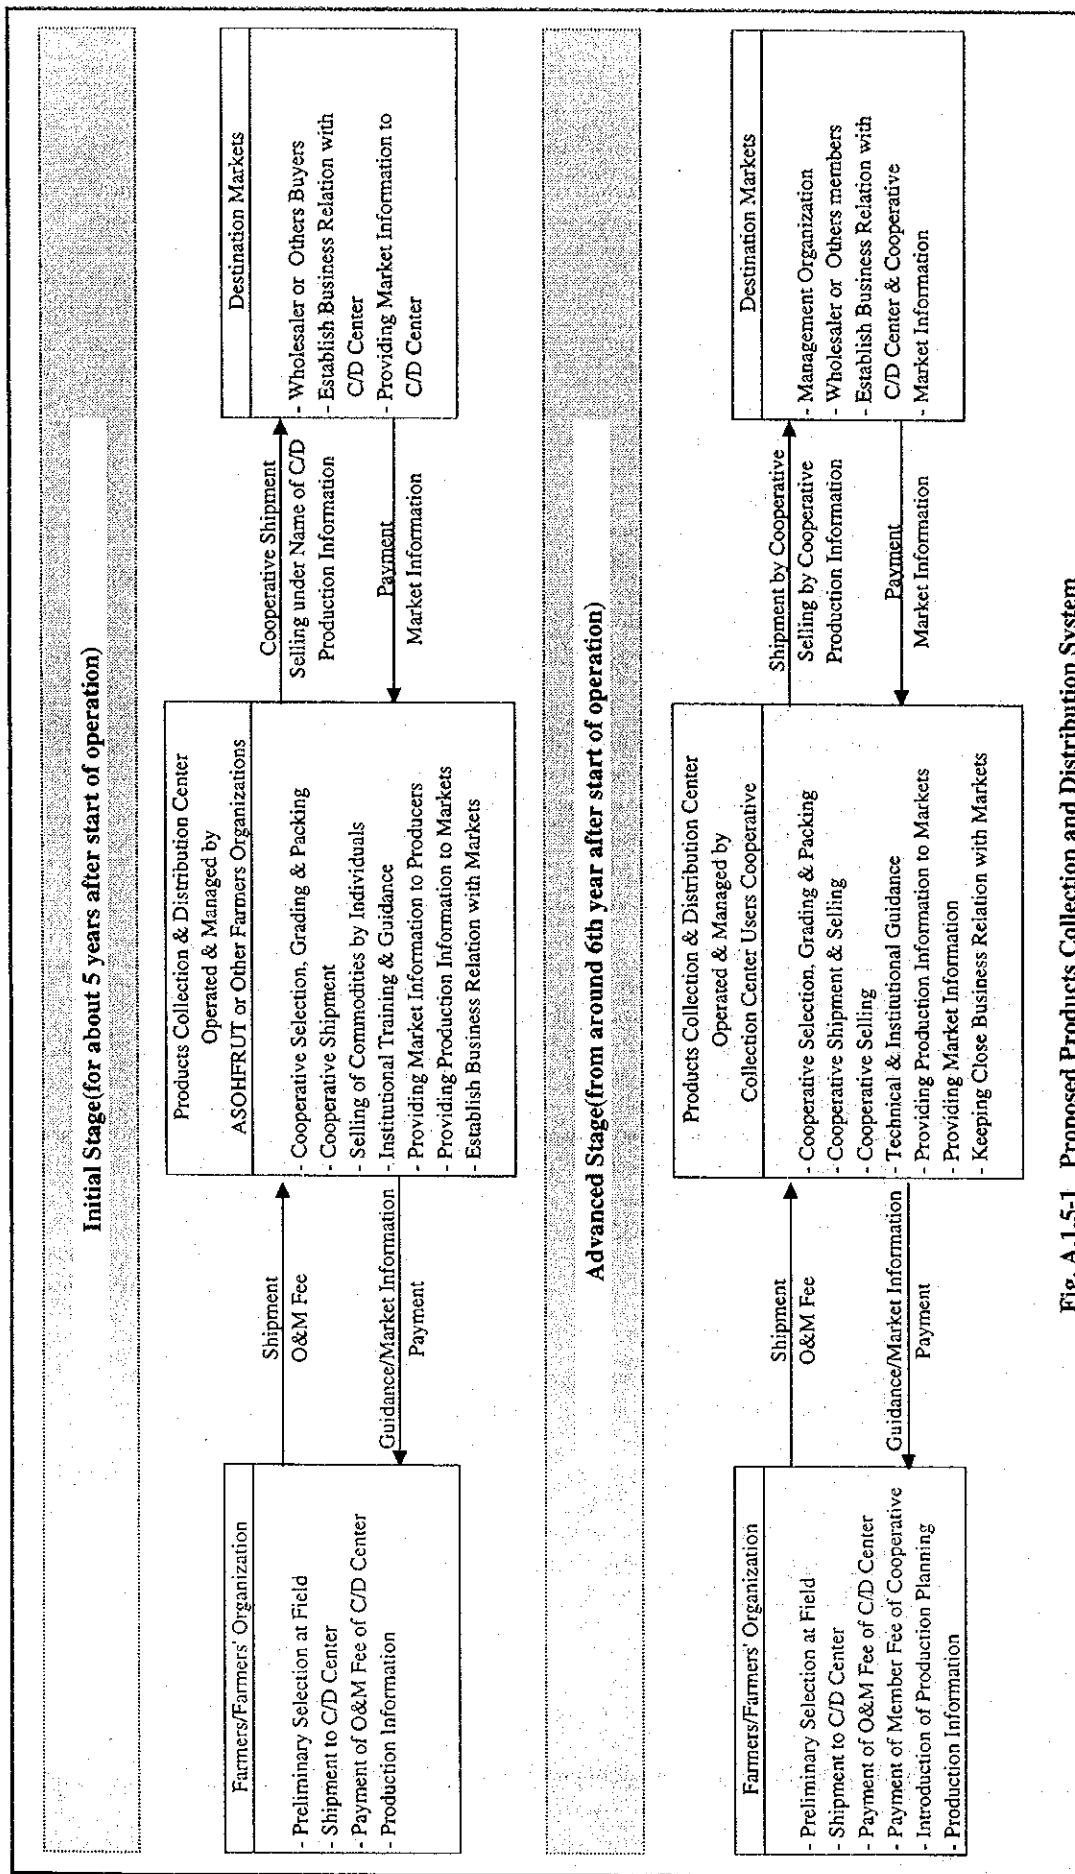 Initial Stage(for about 5 years after start of operation)
Farmers/Farmers' Organization
- Preliminary Selection at Field
- Shipment to C/D Center
- Payment of O&M Fee of C/D Center
- Production Information
Shipment
O&M Fee
Guidance/Market Information
Payment
Products Collection & Distribution Center
Operated & Managed by
ASOHFRUT or Other Farmers Organizations
- Cooperative Selection, Grading & Packing
- Cooperative Shipment
- Selling of Commodities by Individuals
- Institutional Training & Guidance
- Providing Market Information to Producers
- Providing Production Information to Markets
- Establish Business Relation with Markets
Cooperative Shipment
Selling under Name of C/D
Production Information
Payment
Market Information
Destination Markets
- Wholesaler or Others Buyers
- Establish Business Relation with
C/D Center
- Providing Market Information to
C/D Center
Advanced Stage(from around 6th year after start of operation)
Farmers/Farmers' Organization
- Preliminary Selection at Field
- Shipment to C/D Center
- Payment of O&M Fee of C/D Center
- Payment of Member Fee of Cooperative
- Introduction of Production Planning
- Production Information
Shipment
O&M Fee
Guidance/Market Information
Payment
Products Collection & Distribution Center
Operated & Managed by
Collection Center Users Cooperative
- Cooperative Selection, Grading & Packing
- Cooperative Shipment & Selling
- Cooperative Selling
- Technical & Institutional Guidance
- Providing Production Information to Markets
- Providing Market Information
- Keeping Close Business Relation with Markets
Shipment by Cooperative
Selling by Cooperative
Production Information
Payment
Market Information
Destination Markets
- Management Organization
- Wholesaler or Others members
- Establish Business Relation with
C/D Center & Cooperative
- Market Information
Fig. A.1.5-1 Proposed Products Collection and Distribution System